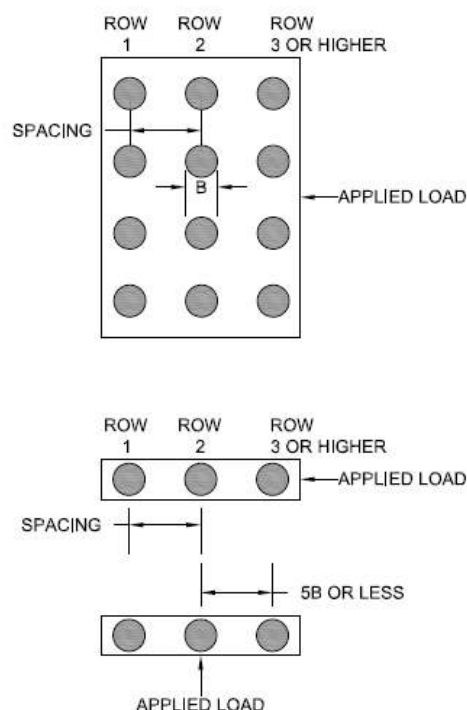 ROW ROW ROW
1 2 3 OR HIGHER
SPACING
B
APPLIED LOAD
ROW ROW ROW
1 2 3 OR HIGHER
APPLIED LOAD
SPACING
5B OR LESS
APPLIED LOAD